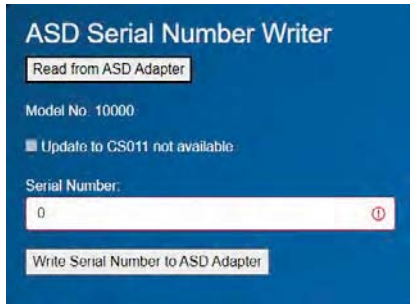 ASD Serial Number Writer
Read from ASD Adapter
Model No: 10000
Update to CS011 not available
Serial Number:
0
Write Serial Number to ASD Adapter